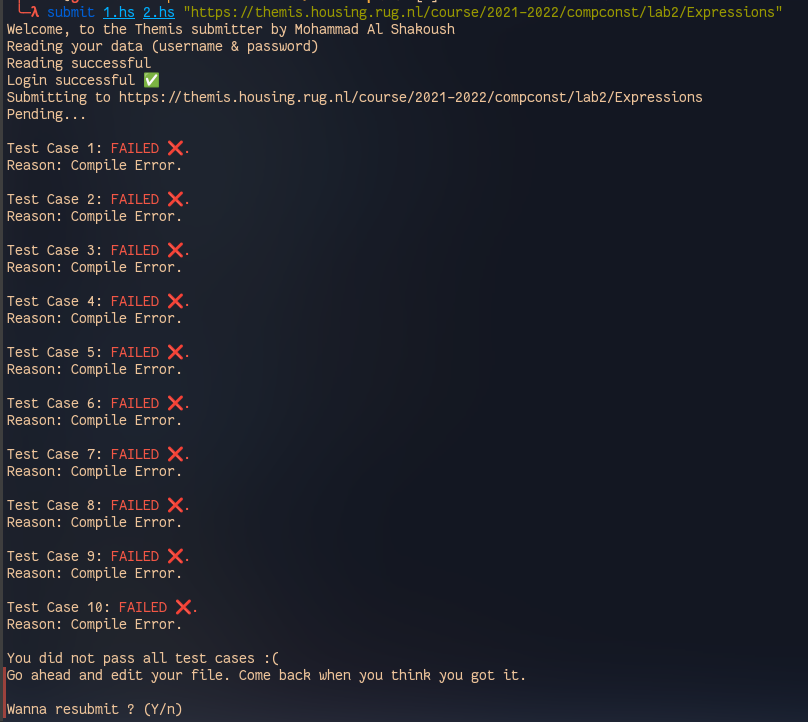 λ submit 1.hs 2.hs "https://themis.housing.rug.nl/course/2021-2022/compconst/lab2/Expressions"
Welcome, to the Themis submitter by Mohammad Al Shakoush
Reading your data (username & password)
Reading successful
Login successful ✅
Submitting to https://themis.housing.rug.nl/course/2021-2022/compconst/lab2/Expressions
Pending...
Test Case 1: FAILED ❌.
Reason: Compile Error.
Test Case 2: FAILED ❌.
Reason: Compile Error.
Test Case 3: FAILED ❌.
Reason: Compile Error.
Test Case 4: FAILED ❌.
Reason: Compile Error.
Test Case 5: FAILED ❌.
Reason: Compile Error.
Test Case 6: FAILED ❌.
Reason: Compile Error.
Test Case 7: FAILED ❌.
Reason: Compile Error.
Test Case 8: FAILED ❌.
Reason: Compile Error.
Test Case 9: FAILED ❌.
Reason: Compile Error.
Test Case 10: FAILED ❌.
Reason: Compile Error.
You did not pass all test cases :(
Go ahead and edit your file. Come back when you think you got it.
Wanna resubmit ? (Y/n)